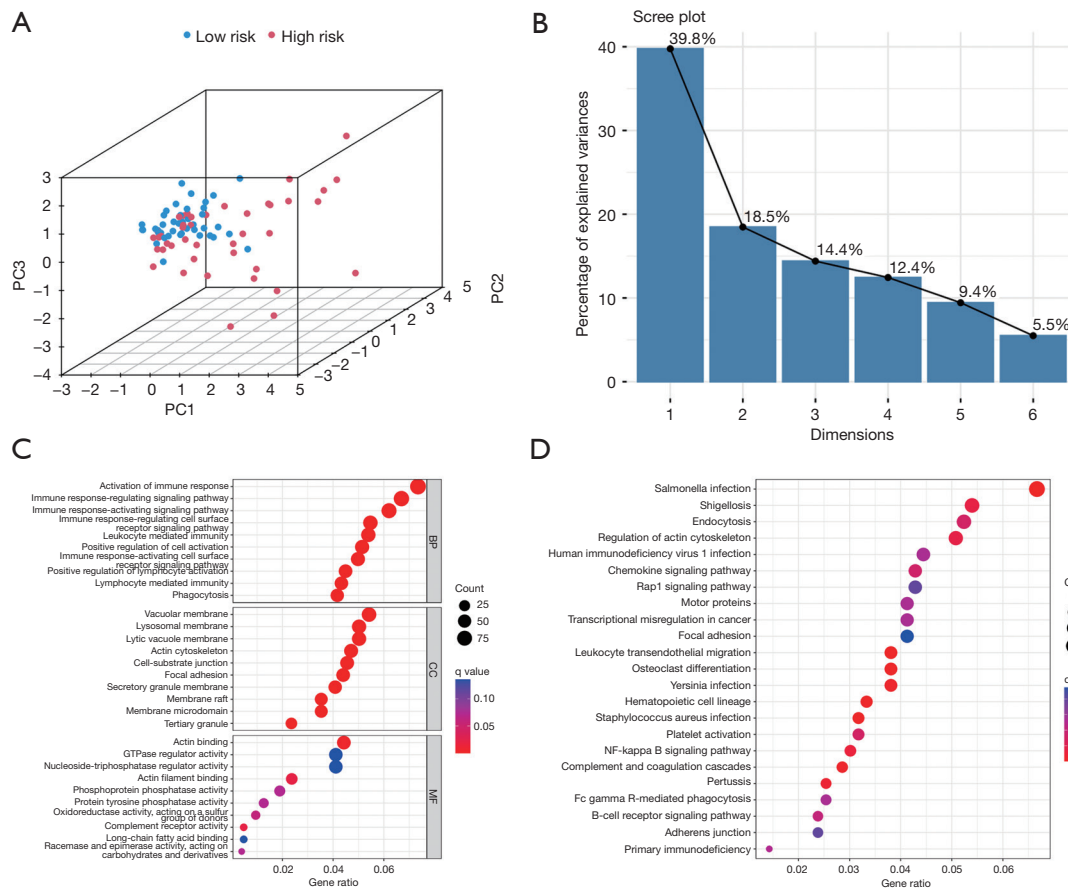 A
Low risk High risk
3
2
1
0
−1
−2
−3
−4
PC3
−3 −2 −1 0 1 2 3 4 5
PC1
−3
−2
−1
0
1
2
3
4
5
PC2
B
Scree plot
40
30
20
10
0
Percentage of explained variances
39.8%
18.5%
14.4%
12.4%
9.4%
5.5%
1 2 3 4 5 6
Dimensions
C
Activation of immune response
Immune response-regulating signaling pathway
Immune response-activating signaling pathway
Immune response-regulating cell surface
receptor signaling pathway
Leukocyte mediated immunity
Positive regulation of cell activation
Immune response-activating cell surface
receptor signaling pathway
Positive regulation of lymphocyte activation
Lymphocyte mediated immunity
Phagocytosis
BP
Vacuolar membrane
Lysosomal membrane
Lytic vacuole membrane
Actin cytoskeleton
Cell-substrate junction
Focal adhesion
Secretory granule membrane
Membrane raft
Membrane microdomain
Tertiary granule
CC
Actin binding
GTPase regulator activity
Nucleoside-triphosphatase regulator activity
Actin filament binding
Phosphoprotein phosphatase activity
Protein tyrosine phosphatase activity
Oxidoreductase activity, acting on a sulfur
group of donors
Complement receptor activity
Long-chain fatty acid binding
Racemase and epimerase activity, acting on
carbohydrates and derivatives
MF
0.02 0.04 0.06
Gene ratio
Count
25
50
75
q value
0.10
0.05
D
Salmonella infection
Shigellosis
Endocytosis
Regulation of actin cytoskeleton
Human immunodeficiency virus 1 infection
Chemokine signaling pathway
Rap1 signaling pathway
Motor proteins
Transcriptional misregulation in cancer
Focal adhesion
Leukocyte transendothelial migration
Osteoclast differentiation
Yersinia infection
Hematopoietic cell lineage
Staphylococcus aureus infection
Platelet activation
NF-kappa B signaling pathway
Complement and coagulation cascades
Pertussis
Fc gamma R-mediated phagocytosis
B-cell receptor signaling pathway
Adherens junction
Primary immunodeficiency
0.02 0.03 0.04 0.05 0.06
Gene ratio